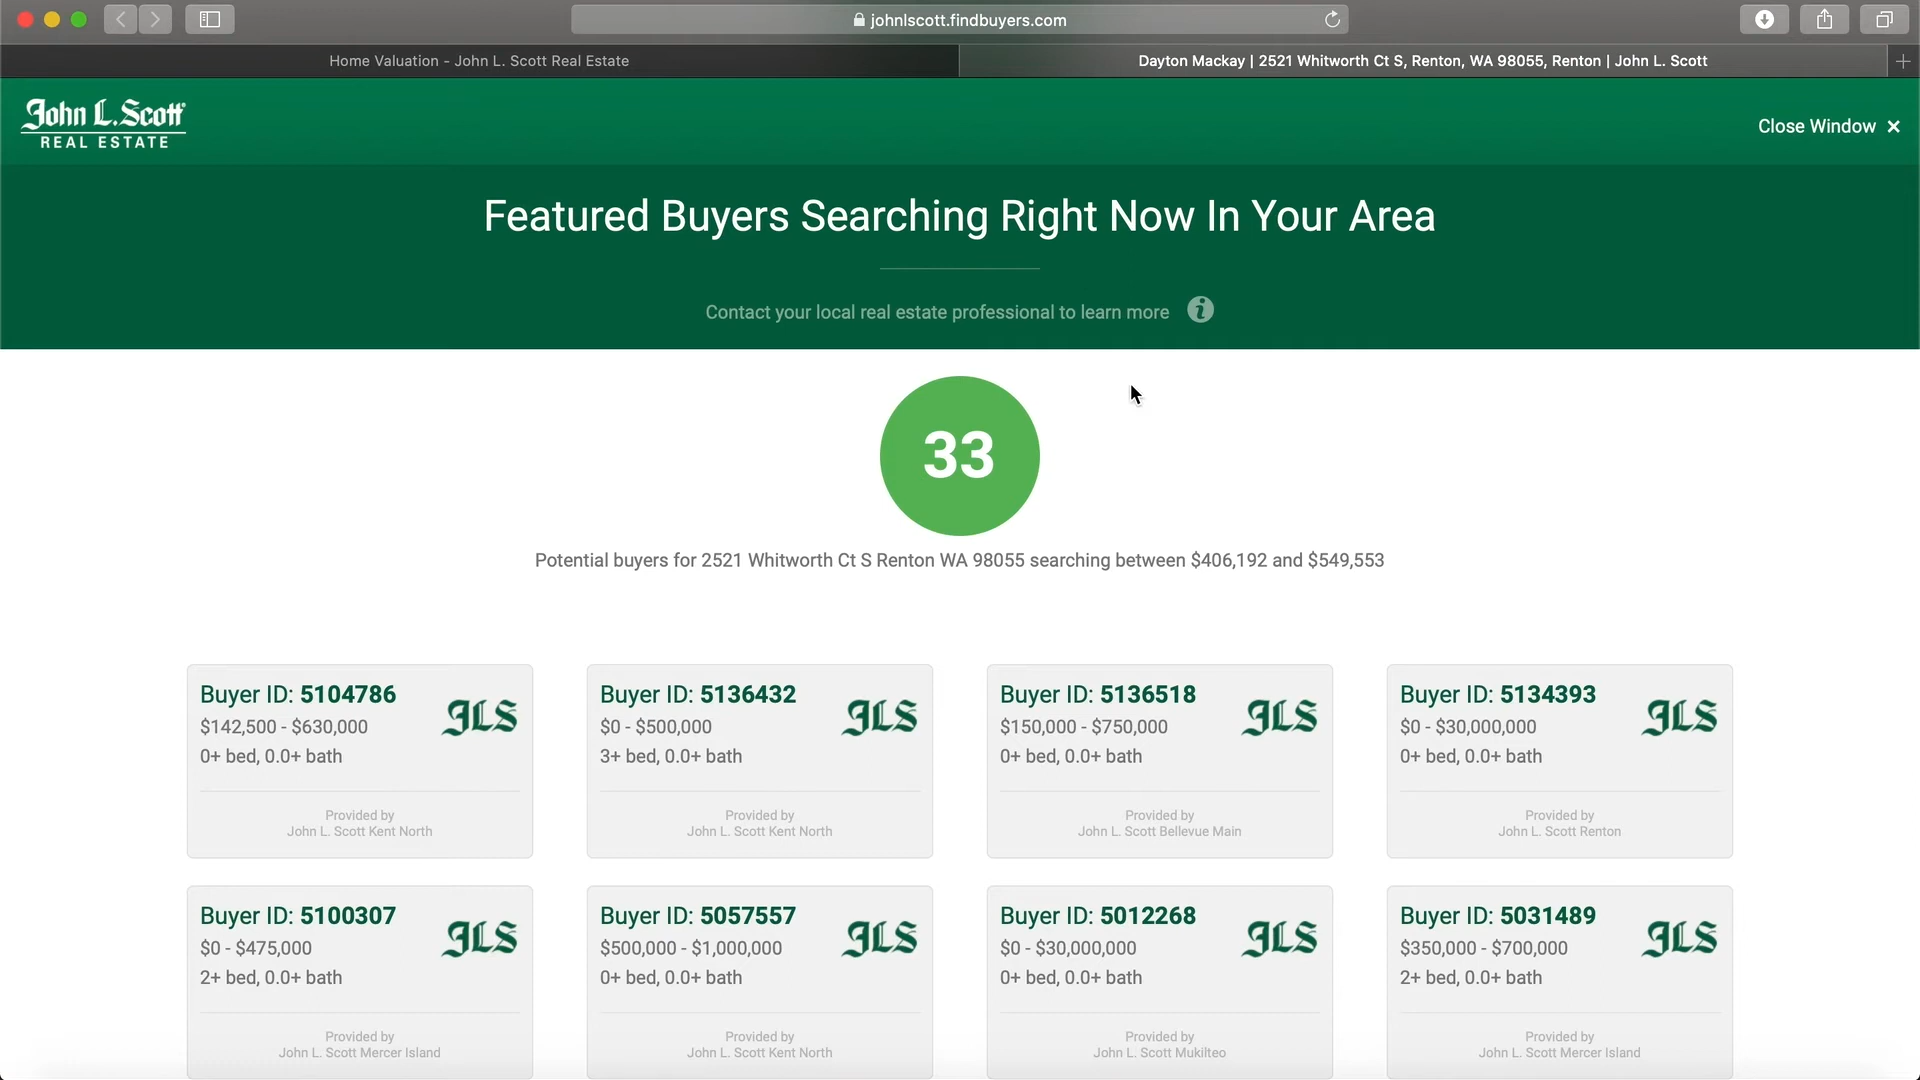 johnlscott.findbuyers.com
Home Valuation - John L. Scott Real Estate
Dayton Mackay | 2521 Whitworth Ct S, Renton, WA 98055, Renton | John L. Scott
John L. Scott
REAL ESTATE
Close Window ×
Featured Buyers Searching Right Now In Your Area
Contact your local real estate professional to learn more
33
Potential buyers for 2521 Whitworth Ct S Renton WA 98055 searching between $406,192 and $549,553
Buyer ID: 5104786
JLS
$142,500 - $630,000
0+ bed, 0.0+ bath
Provided by
John L. Scott Kent North
Buyer ID: 5136432
JLS
$0 - $500,000
3+ bed, 0.0+ bath
Provided by
John L. Scott Kent North
Buyer ID: 5136518
JLS
$150,000 - $750,000
0+ bed, 0.0+ bath
Provided by
John L. Scott Bellevue Main
Buyer ID: 5134393
JLS
$0 - $30,000,000
0+ bed, 0.0+ bath
Provided by
John L. Scott Renton
Buyer ID: 5100307
JLS
$0 - $475,000
2+ bed, 0.0+ bath
Provided by
John L. Scott Mercer Island
Buyer ID: 5057557
JLS
$500,000 - $1,000,000
0+ bed, 0.0+ bath
Provided by
John L. Scott Kent North
Buyer ID: 5012268
JLS
$0 - $30,000,000
0+ bed, 0.0+ bath
Provided by
John L. Scott Mukilteo
Buyer ID: 5031489
JLS
$350,000 - $700,000
2+ bed, 0.0+ bath
Provided by
John L. Scott Mercer Island